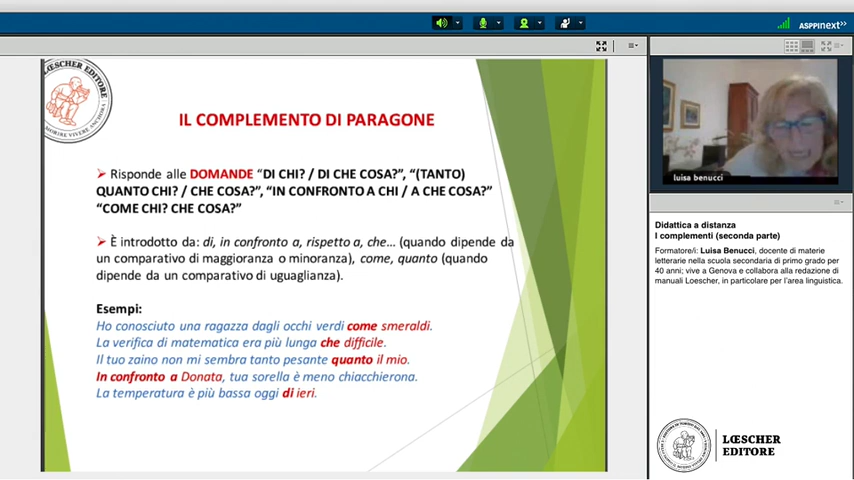 ASPPInext>>
LŒSCHER EDITORE
MORIRE VIVERE ANCHORA
IL COMPLEMENTO DI PARAGONE
➢ Risponde alle DOMANDE “DI CHI? / DI CHE COSA?”, “(TANTO)
QUANTO CHI? / CHE COSA?”, “IN CONFRONTO A CHI / A CHE COSA?”
“COME CHI? CHE COSA?”
➢ È introdotto da: di, in confronto a, rispetto a, che... (quando dipende da
un comparativo di maggioranza o minoranza), come, quanto (quando
dipende da un comparativo di uguaglianza).
Esempi:
Ho conosciuto una ragazza dagli occhi verdi come smeraldi.
La verifica di matematica era più lunga che difficile.
Il tuo zaino non mi sembra tanto pesante quanto il mio.
In confronto a Donata, tua sorella è meno chiacchierona.
La temperatura è più bassa oggi di ieri.
luisa benucci
Didattica a distanza
I complementi (seconda parte)
Formatore/i: Luisa Benucci, docente di materie
letterarie nella scuola secondaria di primo grado per
40 anni; vive a Genova e collabora alla redazione di
manuali Loescher, in particolare per l'area linguistica.
LŒSCHER
EDITORE